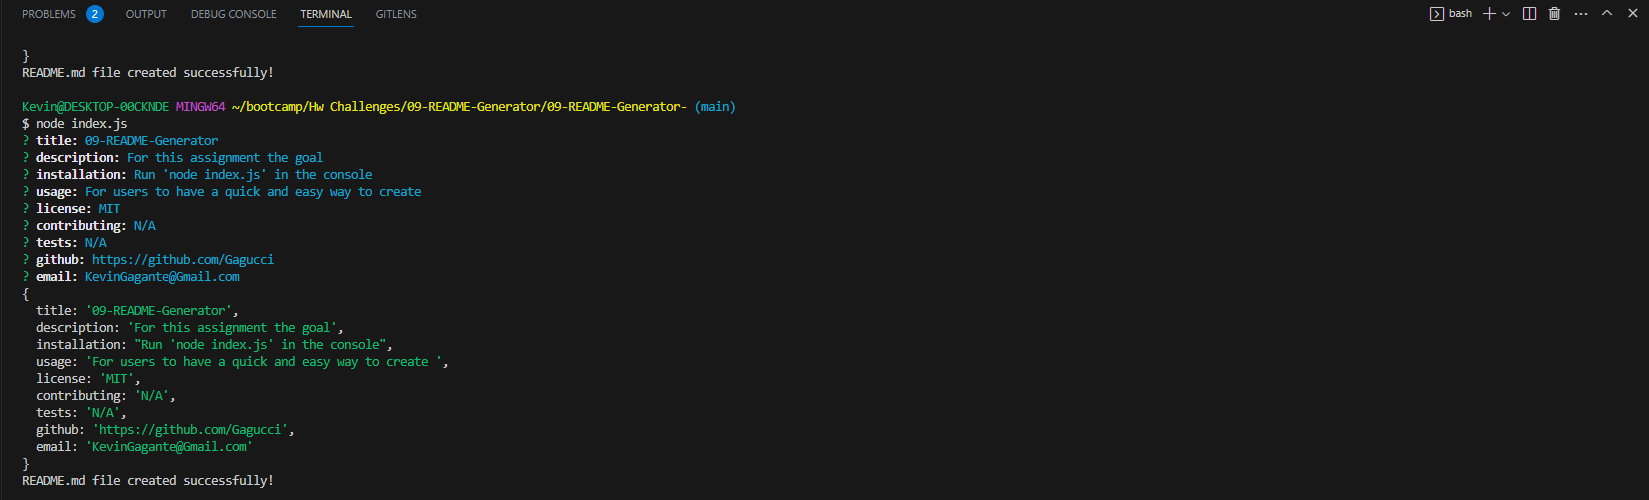 PROBLEMS 2 OUTPUT DEBUG CONSOLE TERMINAL GITLENS bash
}
README.md file created successfully!
Kevin@DESKTOP-00CKNDE MINGW64 ~/bootcamp/Hw Challenges/09-README-Generator/09-README-Generator- (main)
$ node index.js
? title: 09-README-Generator
? description: For this assignment the goal
? installation: Run 'node index.js' in the console
? usage: For users to have a quick and easy way to create
? license: MIT
? contributing: N/A
? tests: N/A
? github: https://github.com/Gagucci
? email: KevinGagante@Gmail.com
{
  title: '09-README-Generator',
  description: 'For this assignment the goal',
  installation: "Run 'node index.js' in the console",
  usage: 'For users to have a quick and easy way to create ',
  license: 'MIT',
  contributing: 'N/A',
  tests: 'N/A',
  github: 'https://github.com/Gagucci',
  email: 'KevinGagante@Gmail.com'
}
README.md file created successfully!